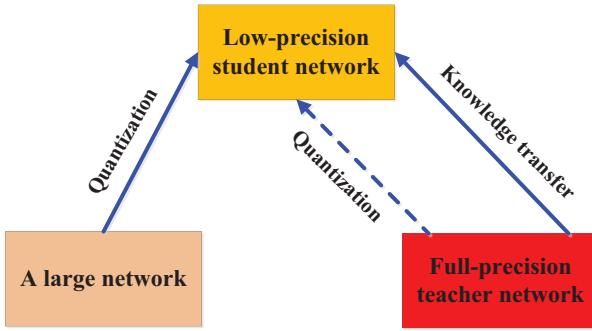 Low-precision
student network
Quantization
Quantization
Knowledge transfer
A large network
Full-precision
teacher network